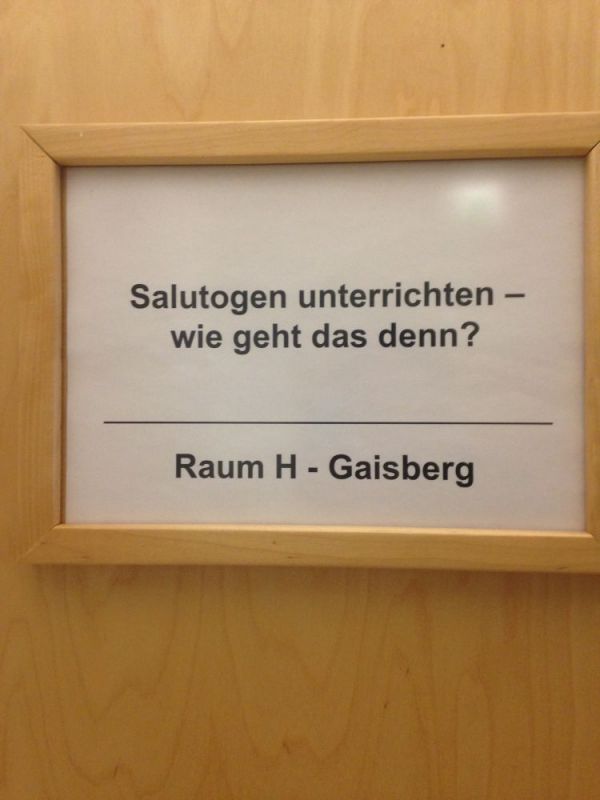 Salutogen unterrichten –
wie geht das denn?
Raum H - Gaisberg